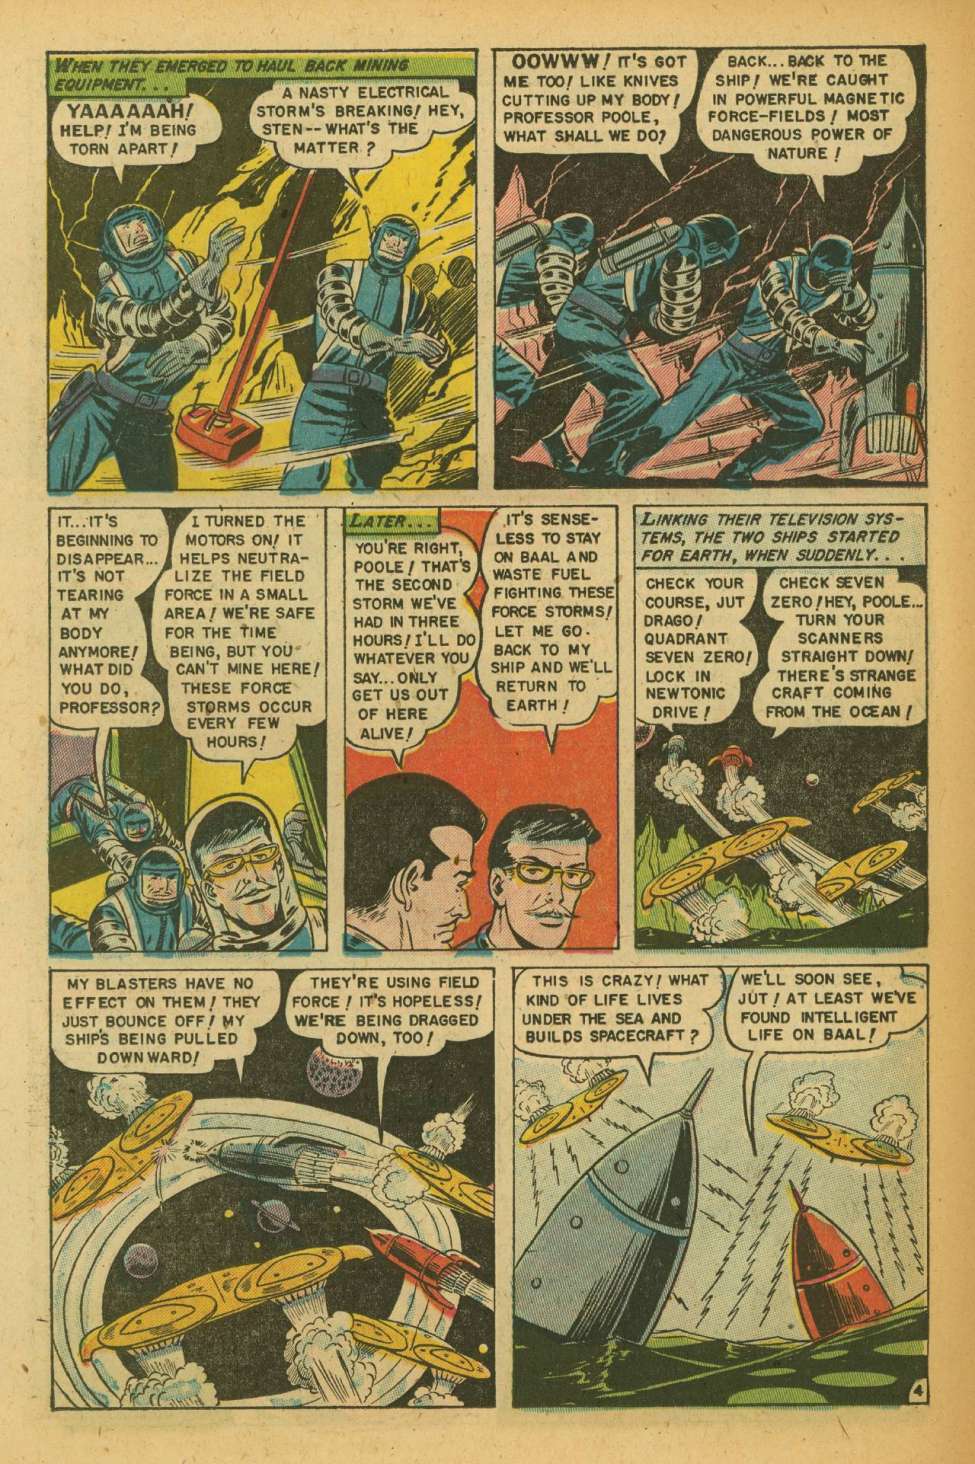 WHEN THEY EMERGED TO HAUL BACK MINING
EQUIPMENT...
YAAAAAAH!
HELP! I'M BEING
TORN APART!
A NASTY ELECTRICAL
STORM'S BREAKING! HEY,
STEN-- WHAT'S THE
MATTER?
OOWWW! IT'S GOT
ME TOO! LIKE KNIVES
CUTTING UP MY BODY!
PROFESSOR POOLE,
WHAT SHALL WE DO?
BACK...BACK TO THE
SHIP! WE'RE CAUGHT
IN POWERFUL MAGNETIC
FORCE-FIELDS! MOST
DANGEROUS POWER OF
NATURE!
IT...IT'S
BEGINNING TO
DISAPPEAR...
IT'S NOT
TEARING
AT MY
BODY
ANYMORE!
WHAT DID
YOU DO,
PROFESSOR?
I TURNED THE
MOTORS ON! IT
HELPS NEUTRA-
LIZE THE FIELD
FORCE IN A SMALL
AREA! WE'RE SAFE
FOR THE TIME
BEING, BUT YOU
CAN'T MINE HERE!
THESE FORCE
STORMS OCCUR
EVERY FEW
HOURS!
LATER...
YOU'RE RIGHT,
POOLE! THAT'S
THE SECOND
STORM WE'VE
HAD IN THREE
HOURS! I'LL DO
WHATEVER YOU
SAY...ONLY
GET US OUT
OF HERE
ALIVE!
IT'S SENSE-
LESS TO STAY
ON BAAL AND
WASTE FUEL
FIGHTING THESE
FORCE STORMS!
LET ME GO
BACK TO MY
SHIP AND WE'LL
RETURN TO
EARTH!
LINKING THEIR TELEVISION SYS-
TEMS, THE TWO SHIPS STARTED
FOR EARTH, WHEN SUDDENLY...
CHECK YOUR
COURSE, JUT
DRAGO!
QUADRANT
SEVEN ZERO!
LOCK IN
NEWTONIC
DRIVE!
CHECK SEVEN
ZERO! HEY, POOLE...
TURN YOUR
SCANNERS
STRAIGHT DOWN!
THERE'S STRANGE
CRAFT COMING
FROM THE OCEAN!
MY BLASTERS HAVE NO
EFFECT ON THEM! THEY
JUST BOUNCE OFF! MY
SHIP'S BEING PULLED
DOWNWARD!
THEY'RE USING FIELD
FORCE! IT'S HOPELESS!
WE'RE BEING DRAGGED
DOWN, TOO!
THIS IS CRAZY! WHAT
KIND OF LIFE LIVES
UNDER THE SEA AND
BUILDS SPACECRAFT?
WE'LL SOON SEE,
JUT! AT LEAST WE'VE
FOUND INTELLIGENT
LIFE ON BAAL!
4